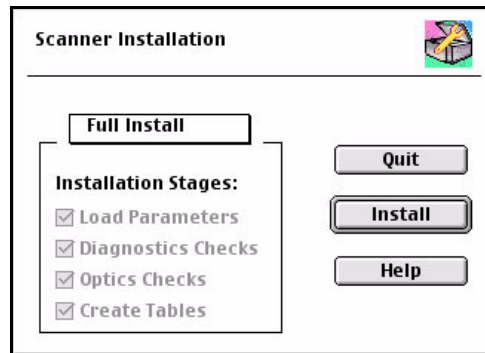 Scanner Installation
Full Install
Installation Stages:
Load Parameters
Diagnostics Checks
Optics Checks
Create Tables
Quit
Install
Help